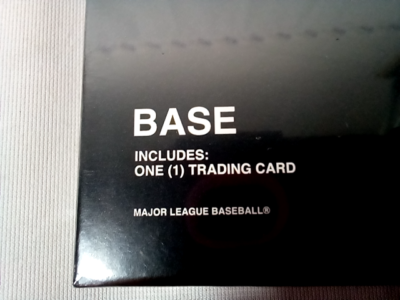 BASE
INCLUDES:
ONE (1) TRADING CARD
MAJOR LEAGUE BASEBALL®